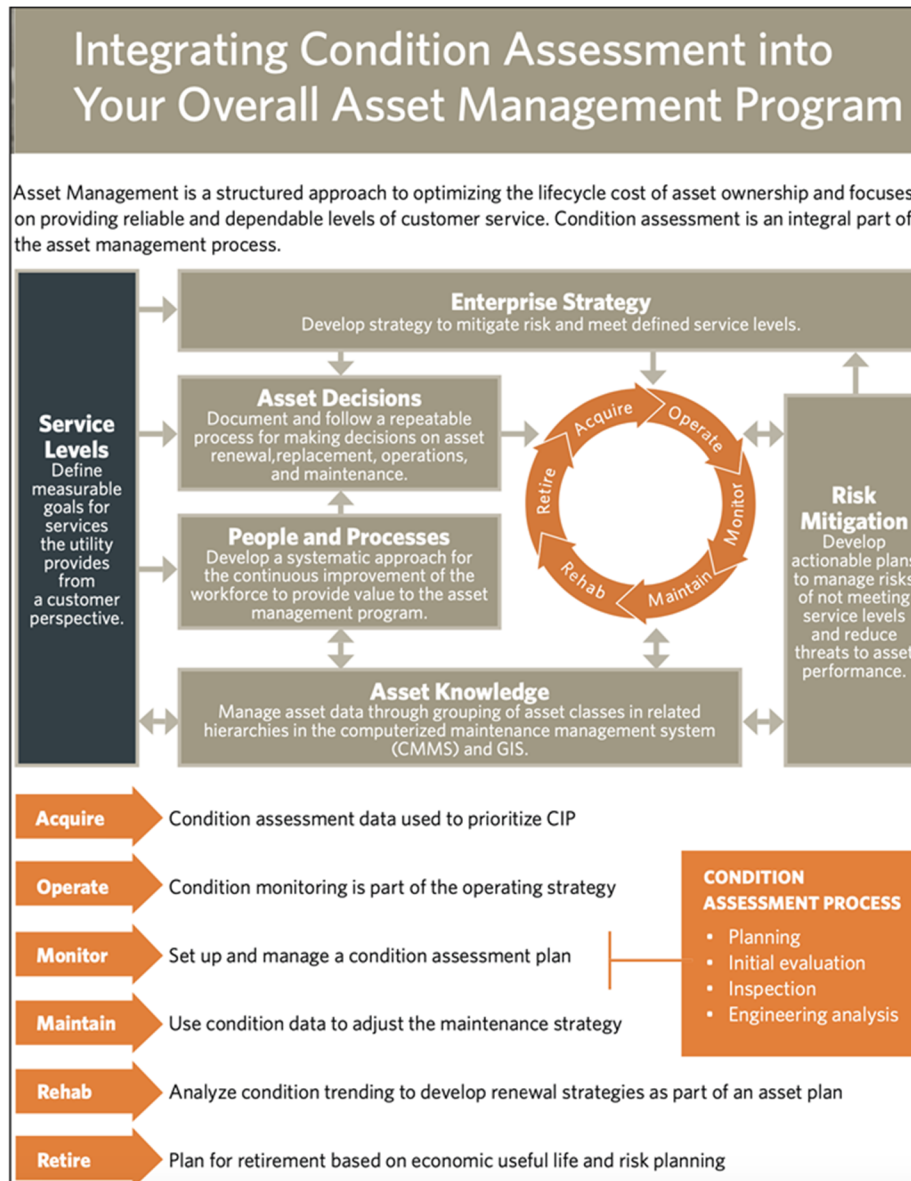 Integrating Condition Assessment into
Your Overall Asset Management Program
Asset Management is a structured approach to optimizing the lifecycle cost of asset ownership and focuses
on providing reliable and dependable levels of customer service. Condition assessment is an integral part of
the asset management process.
Service
Levels
Define
measurable
goals for
services
the utility
provides
from
a customer
perspective.
Enterprise Strategy
Develop strategy to mitigate risk and meet defined service levels.
Asset Decisions
Document and follow a repeatable
process for making decisions on asset
renewal,replacement, operations,
and maintenance.
People and Processes
Develop a systematic approach for
the continuous improvement of the
workforce to provide value to the asset
management program.
Acquire
Operate
Monitor
Maintain
Rehab
Retire
Risk
Mitigation
Develop
actionable plans
to manage risks
of not meeting
service levels
and reduce
threats to asset
performance.
Asset Knowledge
Manage asset data through grouping of asset classes in related
hierarchies in the computerized maintenance management system
(CMMS) and GIS.
Acquire Condition assessment data used to prioritize CIP
Operate Condition monitoring is part of the operating strategy
Monitor Set up and manage a condition assessment plan
Maintain Use condition data to adjust the maintenance strategy
Rehab Analyze condition trending to develop renewal strategies as part of an asset plan
Retire Plan for retirement based on economic useful life and risk planning
CONDITION
ASSESSMENT PROCESS
• Planning
• Initial evaluation
• Inspection
• Engineering analysis